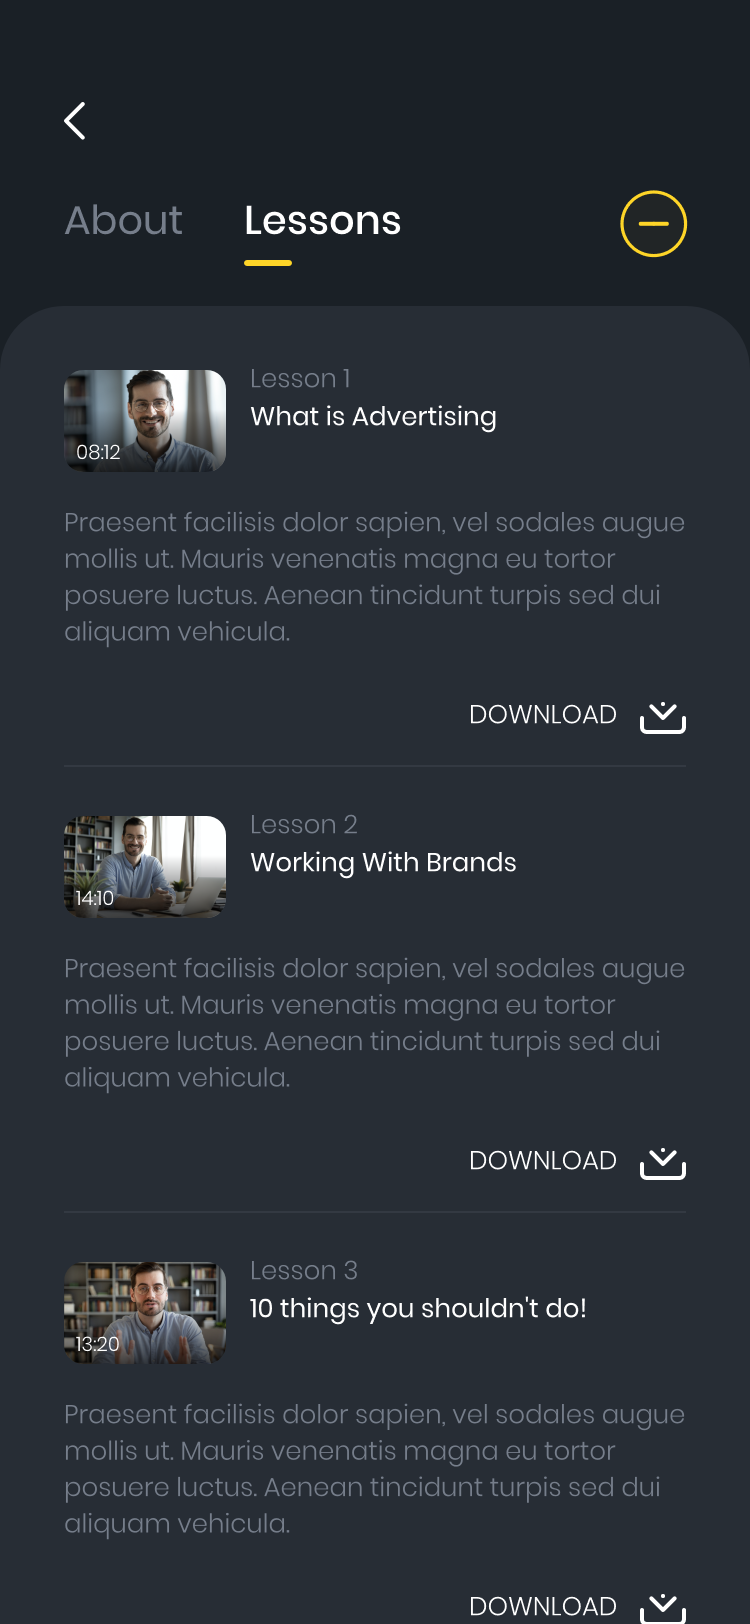 About
Lessons
Lesson 1
What is Advertising
08:12
Praesent facilisis dolor sapien, vel sodales augue
mollis ut. Mauris venenatis magna eu tortor
posuere luctus. Aenean tincidunt turpis sed dui
aliquam vehicula.
DOWNLOAD
Lesson 2
Working With Brands
14:10
Praesent facilisis dolor sapien, vel sodales augue
mollis ut. Mauris venenatis magna eu tortor
posuere luctus. Aenean tincidunt turpis sed dui
aliquam vehicula.
DOWNLOAD
Lesson 3
10 things you shouldn't do!
13:20
Praesent facilisis dolor sapien, vel sodales augue
mollis ut. Mauris venenatis magna eu tortor
posuere luctus. Aenean tincidunt turpis sed dui
aliquam vehicula.
DOWNLOAD